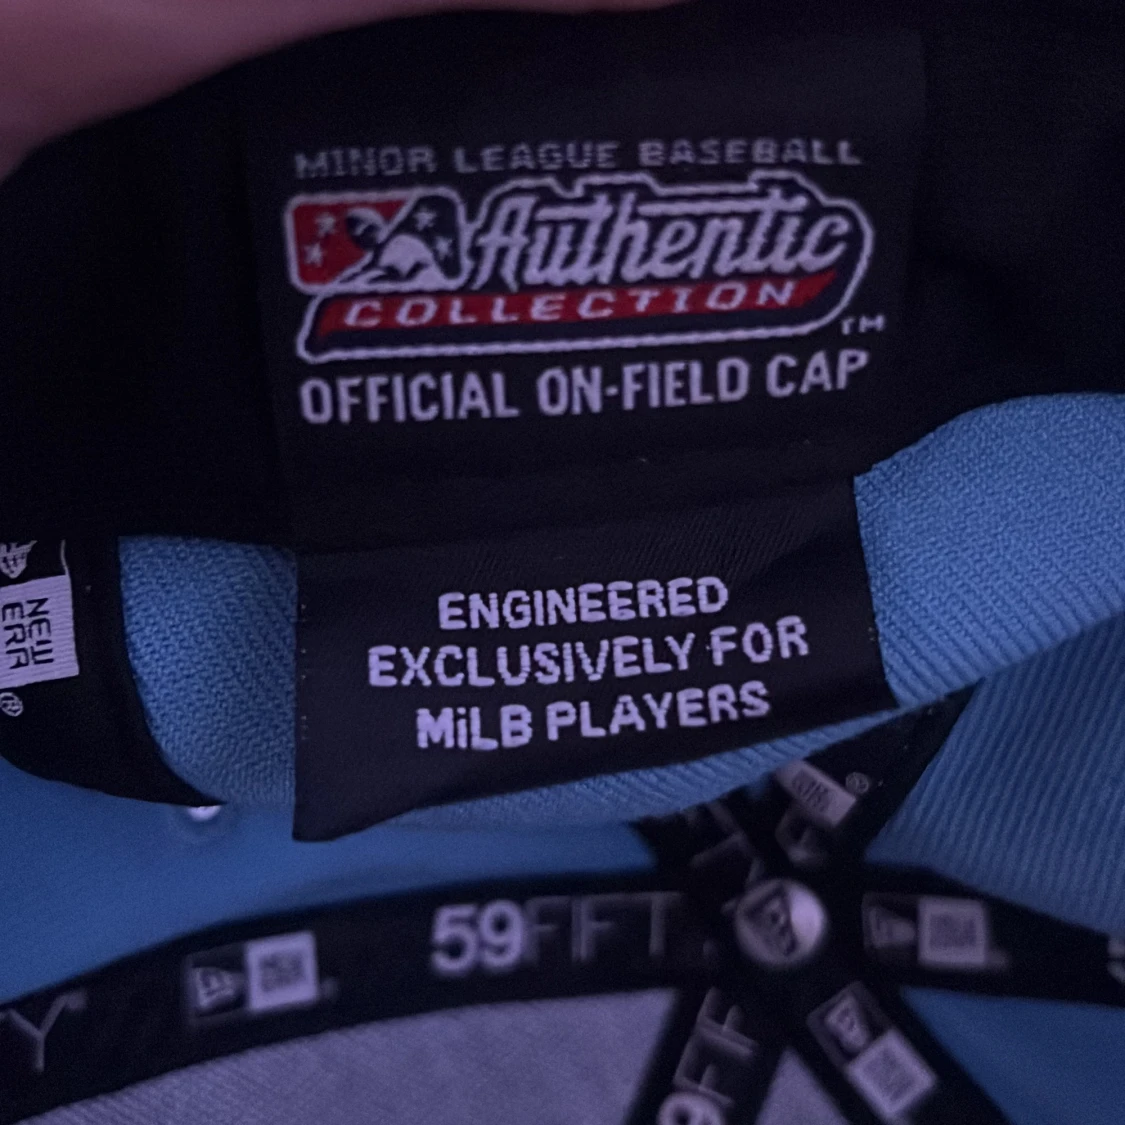 MINOR LEAGUE BASEBALL
Authentic
COLLECTION
TM
OFFICIAL ON-FIELD CAP
ENGINEERED
EXCLUSIVELY FOR
MiLB PLAYERS
NEW
ERA
®
59FIFTY